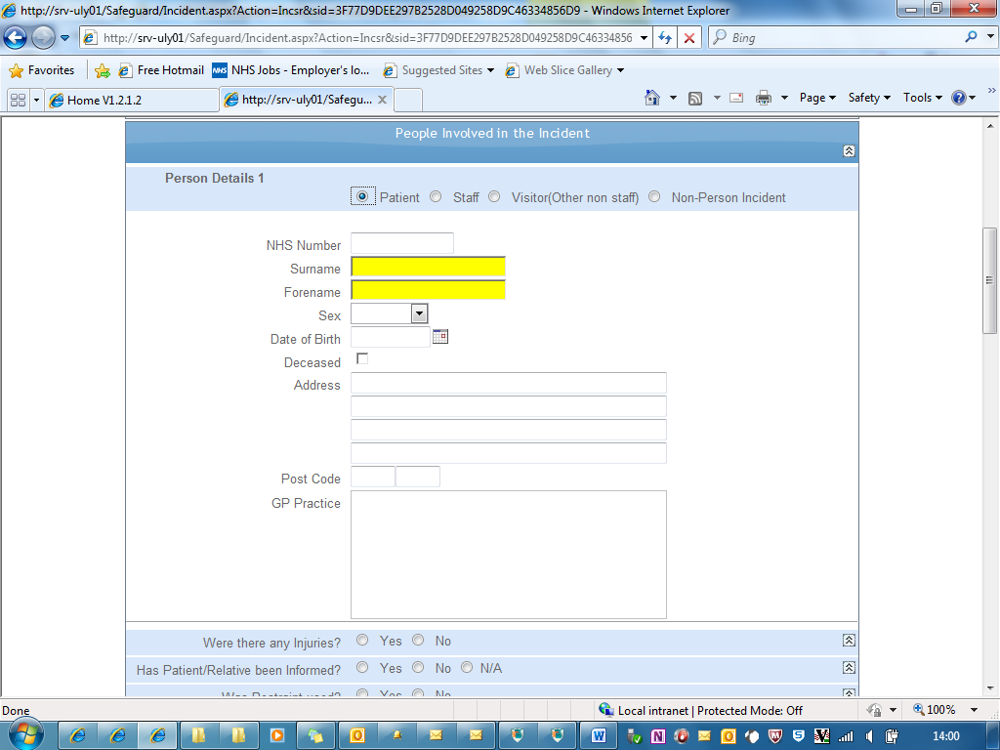 http://srv-uly01/Safeguard/Incident.aspx?Action=Incsr&sid=3F77D9DEE297B2528D049258D9C46334856D9 - Windows Internet Explorer
http://srv-uly01/Safeguard/Incident.aspx?Action=Incsr&sid=3F77D9DEE297B2528D049258D9C46334856 Bing
Favorites Free Hotmail NHS NHS Jobs - Employer's lo... Suggested Sites Web Slice Gallery
Home V1.2.1.2 http://srv-uly01/Safegu... Page Safety Tools
People Involved in the Incident
Person Details 1
Patient Staff Visitor(Other non staff) Non-Person Incident
NHS Number
Surname
Forename
Sex
Date of Birth
Deceased
Address
Post Code
GP Practice
Were there any Injuries? Yes No
Has Patient/Relative been Informed? Yes No N/A
Was Restraint used? Yes No
Done Local intranet | Protected Mode: Off 100%
14:00